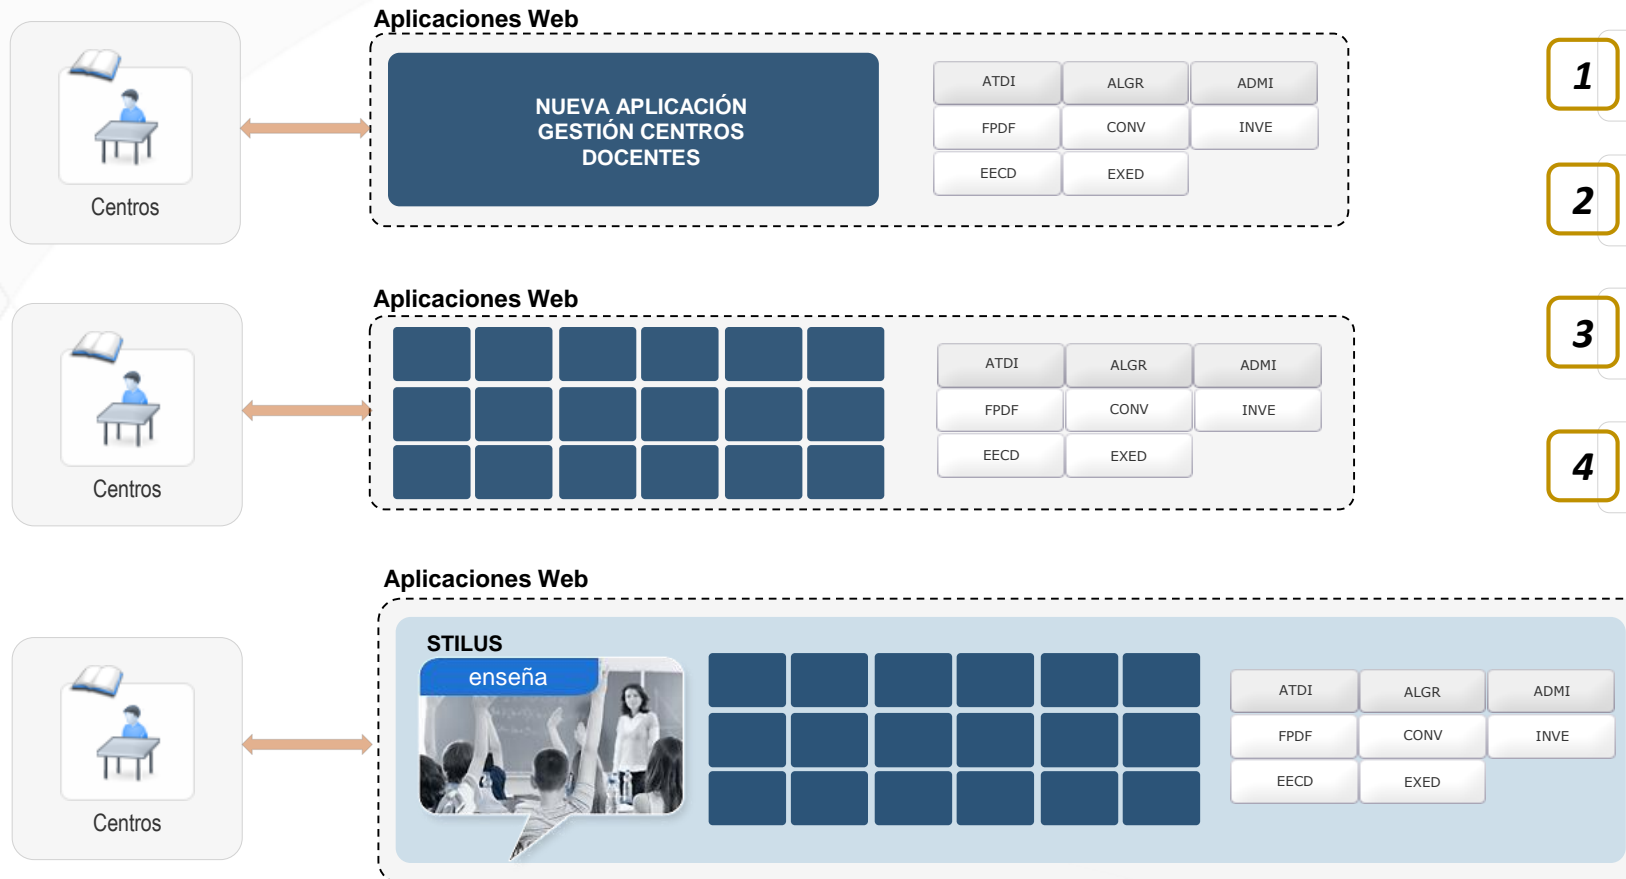 Aplicaciones Web
Centros
NUEVA APLICACIÓN
GESTIÓN CENTROS
DOCENTES
ATDI ALGR ADMI
FPDF CONV INVE
EECD EXED
1
2
3
4
Aplicaciones Web
Centros
ATDI ALGR ADMI
FPDF CONV INVE
EECD EXED
Aplicaciones Web
Centros
STILUS
enseña
ATDI ALGR ADMI
FPDF CONV INVE
EECD EXED